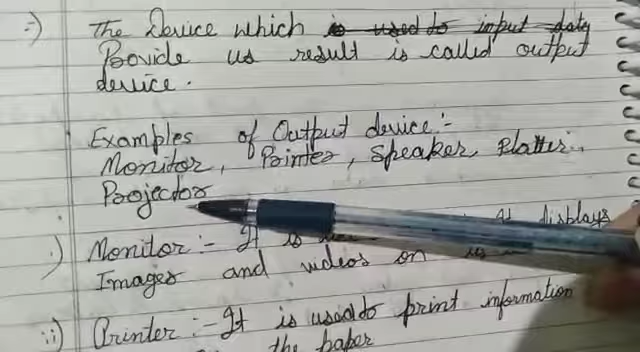 :-) The Device which is used to input data
Provide us result is called output
device.
Examples of Output device:-
Monitor, Printer, Speaker, Plotter,
Projector
i) Monitor:- It is displays
Images and videos on
ii) Printer:- It is used to print information
the paper